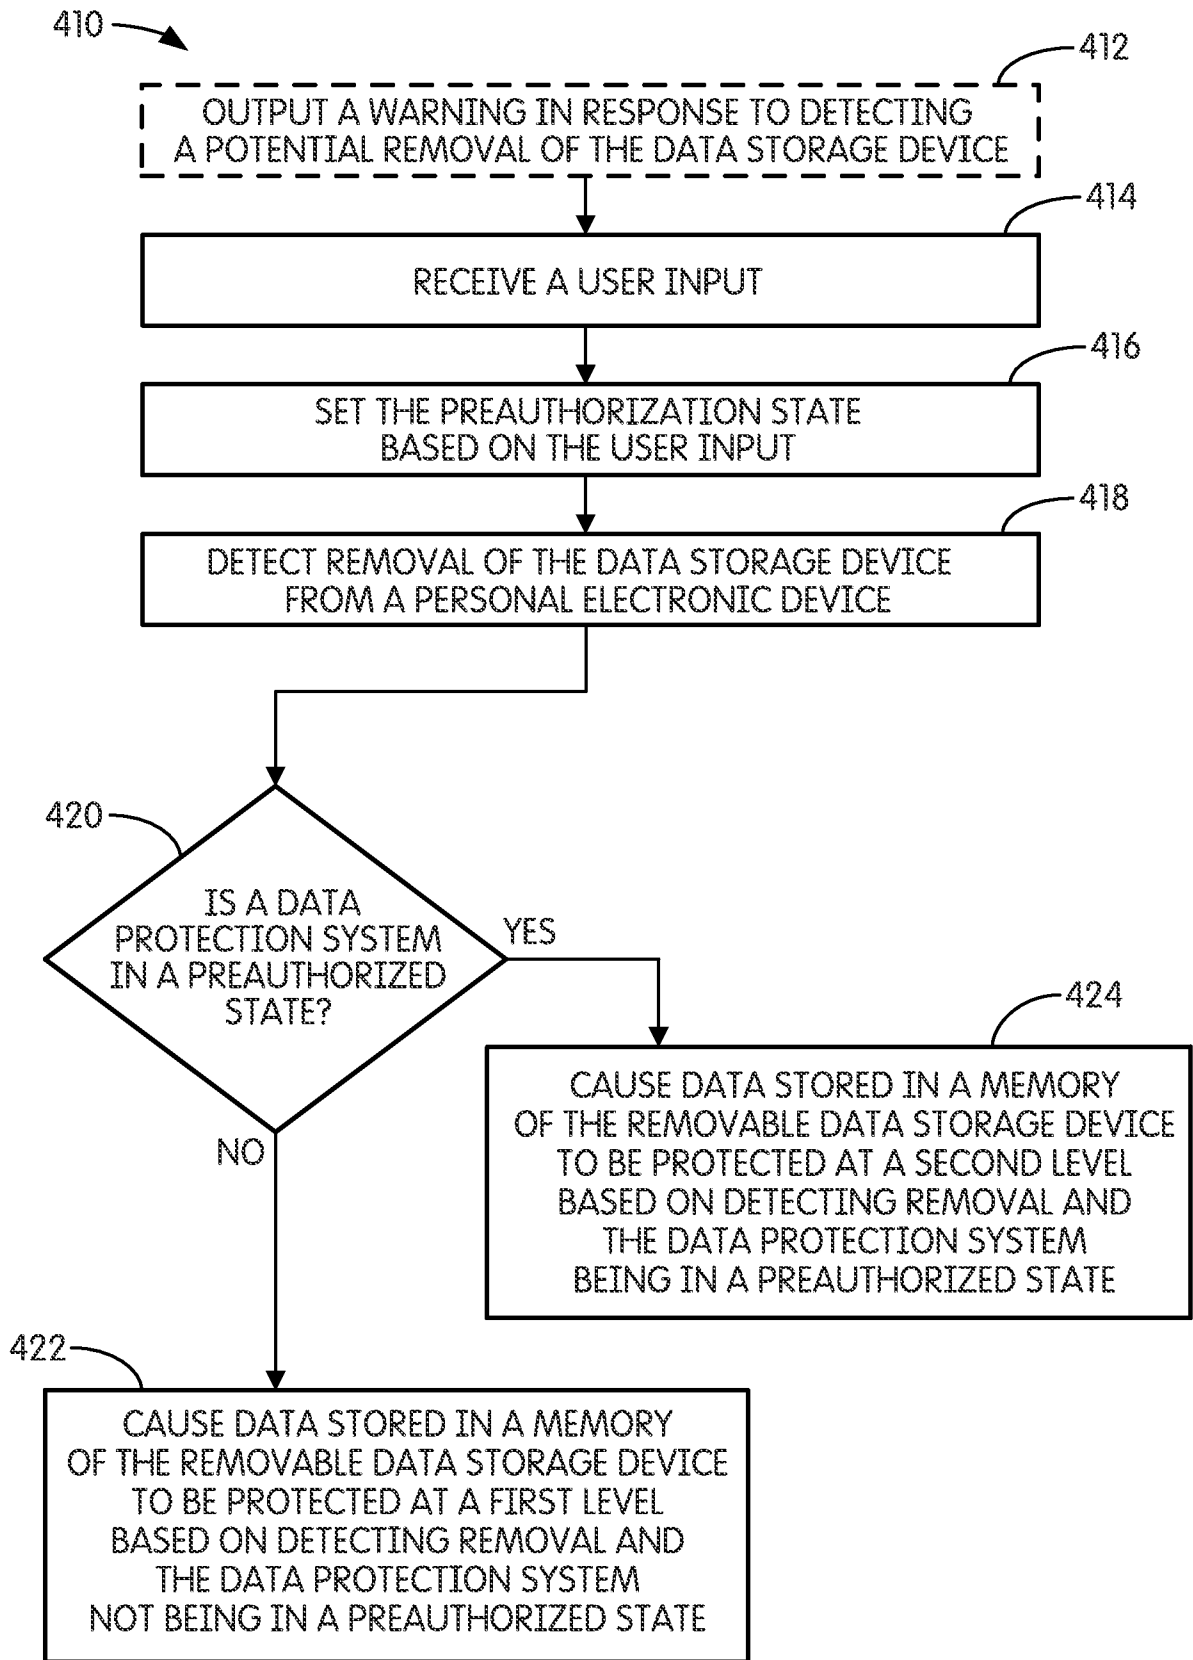 410
412
OUTPUT A WARNING IN RESPONSE TO DETECTING
A POTENTIAL REMOVAL OF THE DATA STORAGE DEVICE
414
RECEIVE A USER INPUT
416
SET THE PREAUTHORIZATION STATE
BASED ON THE USER INPUT
418
DETECT REMOVAL OF THE DATA STORAGE DEVICE
FROM A PERSONAL ELECTRONIC DEVICE
420
IS A DATA
PROTECTION SYSTEM
IN A PREAUTHORIZED
STATE?
YES
424
CAUSE DATA STORED IN A MEMORY
OF THE REMOVABLE DATA STORAGE DEVICE
TO BE PROTECTED AT A SECOND LEVEL
BASED ON DETECTING REMOVAL AND
THE DATA PROTECTION SYSTEM
BEING IN A PREAUTHORIZED STATE
NO
422
CAUSE DATA STORED IN A MEMORY
OF THE REMOVABLE DATA STORAGE DEVICE
TO BE PROTECTED AT A FIRST LEVEL
BASED ON DETECTING REMOVAL AND
THE DATA PROTECTION SYSTEM
NOT BEING IN A PREAUTHORIZED STATE